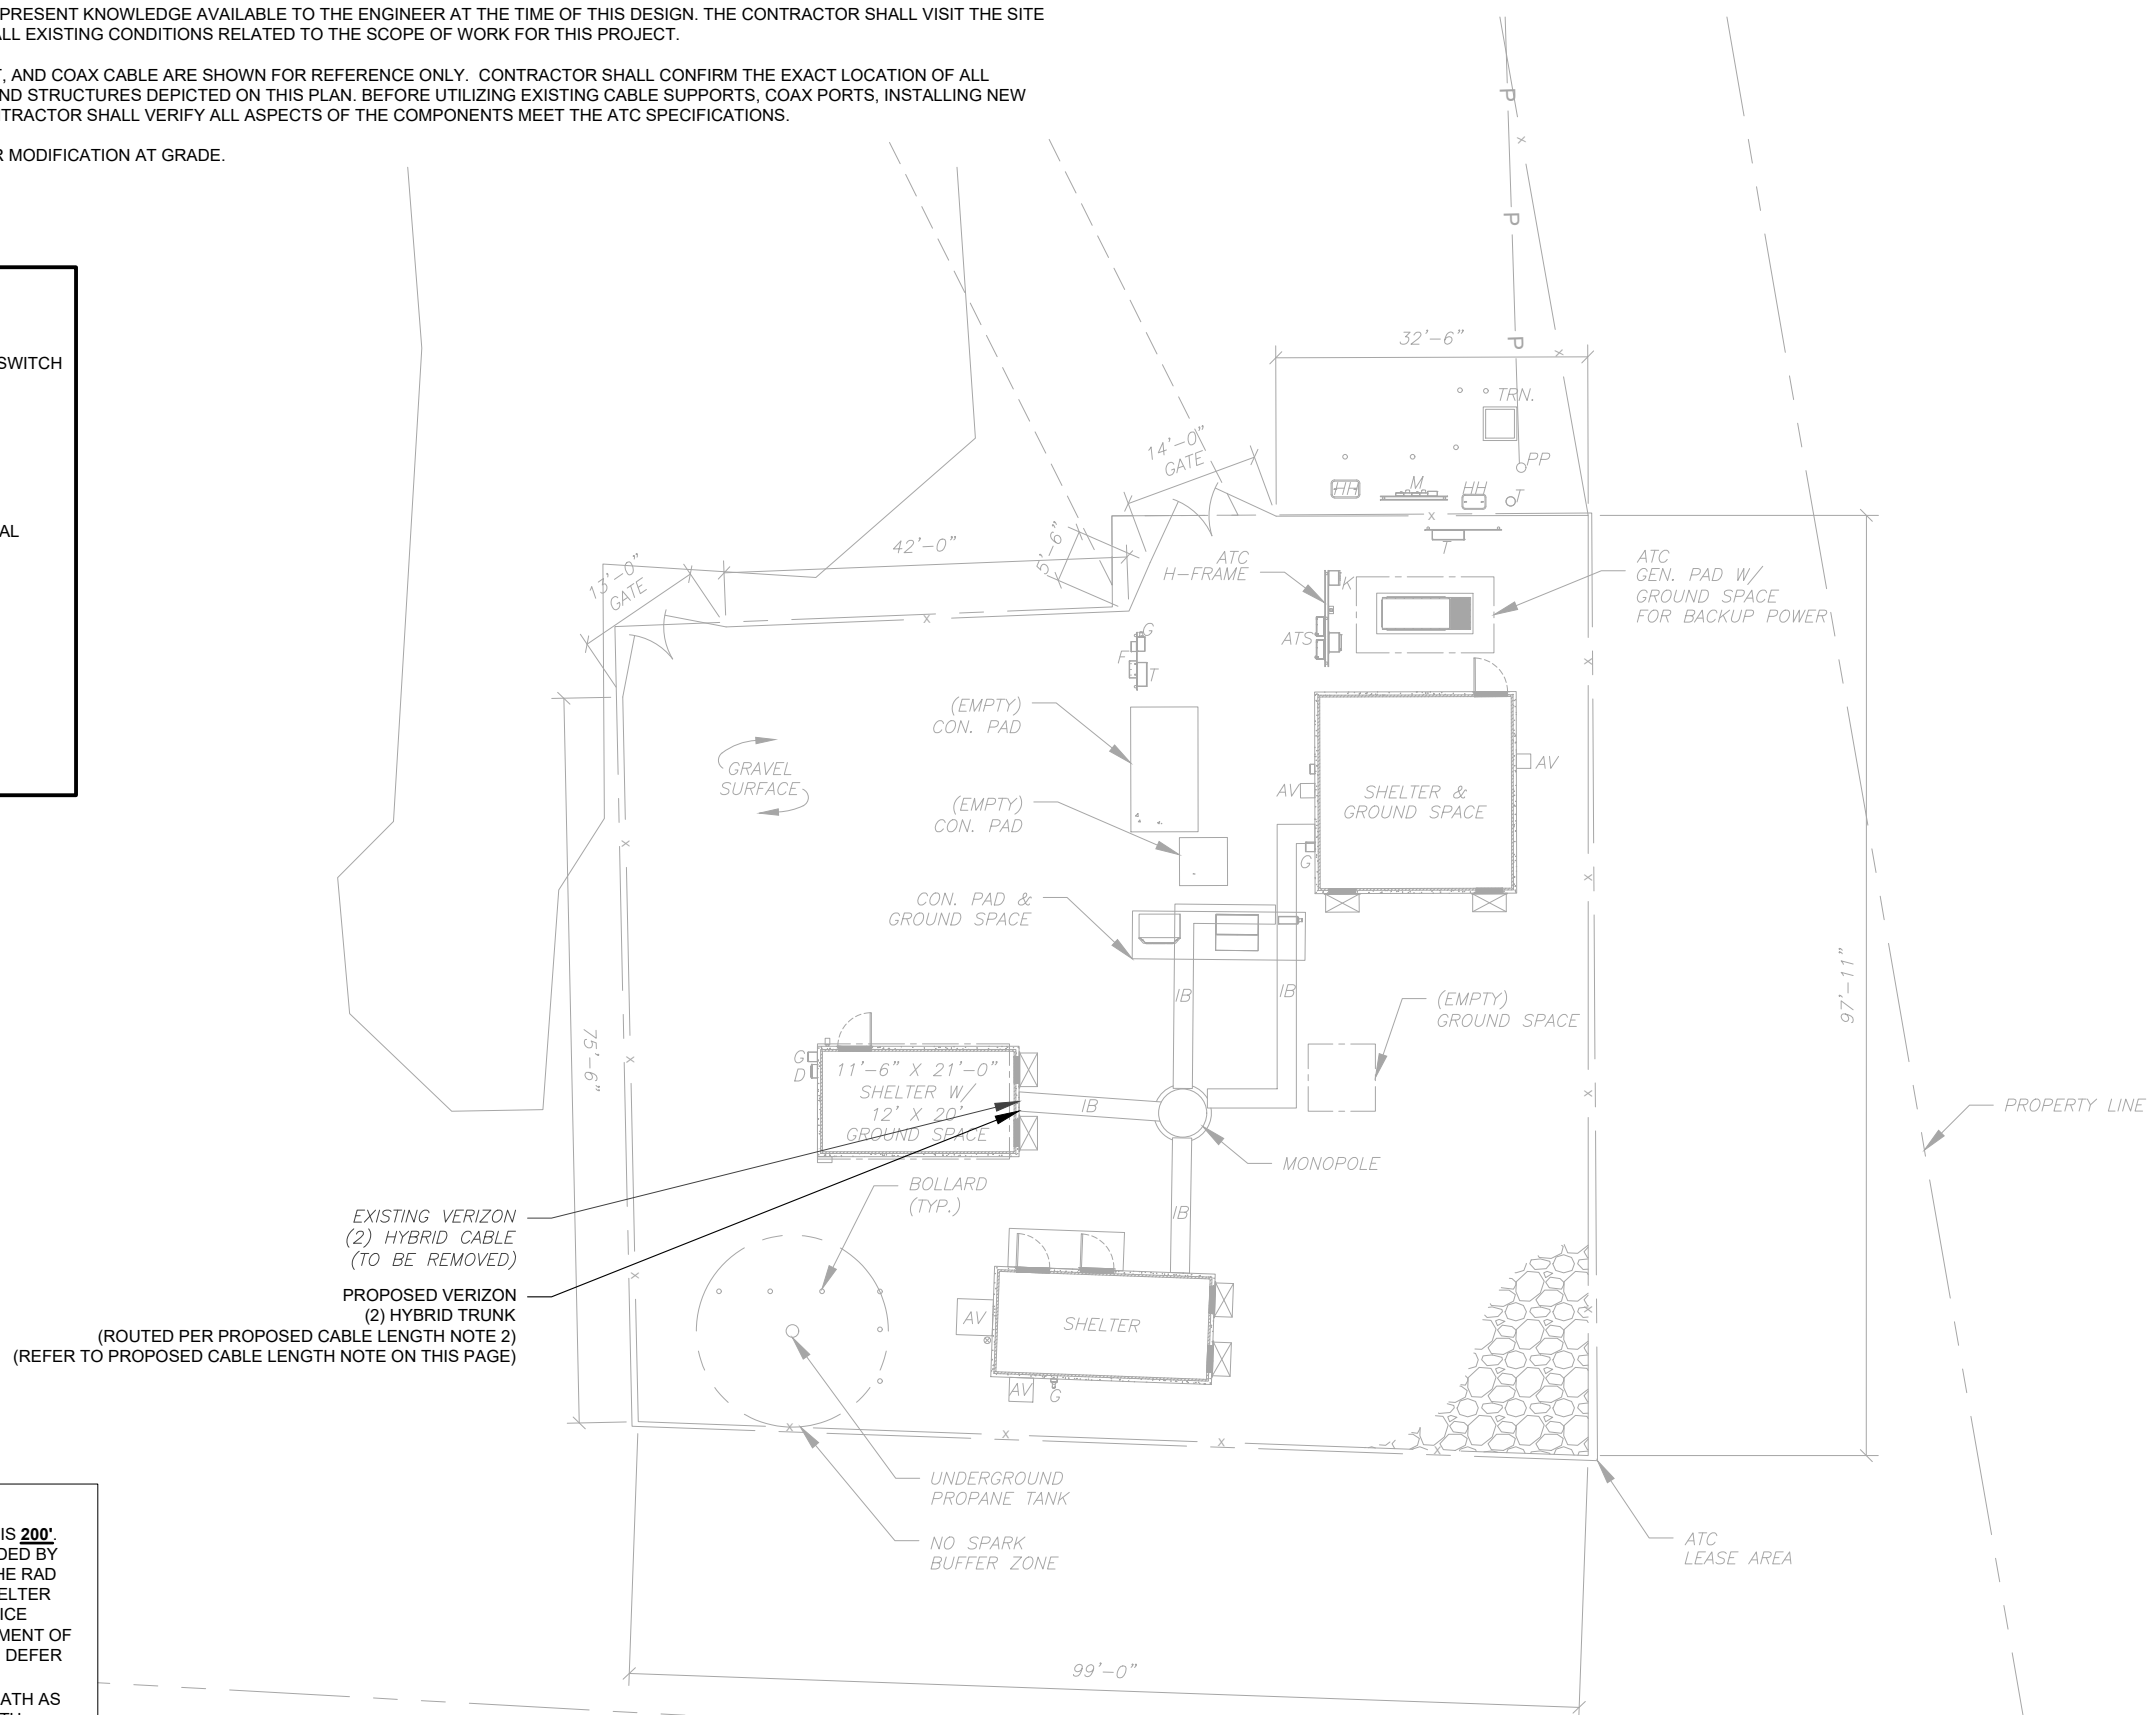 PRESENT KNOWLEDGE AVAILABLE TO THE ENGINEER AT THE TIME OF THIS DESIGN. THE CONTRACTOR SHALL VISIT THE SITE
ALL EXISTING CONDITIONS RELATED TO THE SCOPE OF WORK FOR THIS PROJECT.
, AND COAX CABLE ARE SHOWN FOR REFERENCE ONLY. CONTRACTOR SHALL CONFIRM THE EXACT LOCATION OF ALL
ND STRUCTURES DEPICTED ON THIS PLAN. BEFORE UTILIZING EXISTING CABLE SUPPORTS, COAX PORTS, INSTALLING NEW
NTRACTOR SHALL VERIFY ALL ASPECTS OF THE COMPONENTS MEET THE ATC SPECIFICATIONS.
R MODIFICATION AT GRADE.
P
P
P
SWITCH
AL
32'-6"
TRN.
PP
HH
M
HH
T
T
14'-0"
GATE
5'-6"
42'-0"
13'-0"
GATE
ATC
H-FRAME
K
ATS
ATC
GEN. PAD W/
GROUND SPACE
FOR BACKUP POWER
G
F
T
(EMPTY)
CON. PAD
GRAVEL
SURFACE
(EMPTY)
CON. PAD
AV
AV
SHELTER &
GROUND SPACE
G
CON. PAD &
GROUND SPACE
IB
IB
(EMPTY)
GROUND SPACE
97'-11"
75'-6"
G
D
11'-6" X 21'-0"
SHELTER W/
12' X 20'
GROUND SPACE
IB
MONOPOLE
PROPERTY LINE
BOLLARD
(TYP.)
IB
EXISTING VERIZON
(2) HYBRID CABLE
(TO BE REMOVED)
PROPOSED VERIZON
(2) HYBRID TRUNK
(ROUTED PER PROPOSED CABLE LENGTH NOTE 2)
(REFER TO PROPOSED CABLE LENGTH NOTE ON THIS PAGE)
AV
SHELTER
AV
G
UNDERGROUND
PROPANE TANK
NO SPARK
BUFFER ZONE
ATC
LEASE AREA
IS 200'.
DED BY
HE RAD
ELTER
ICE
MENT OF
DEFER
ATH AS
99'-0"